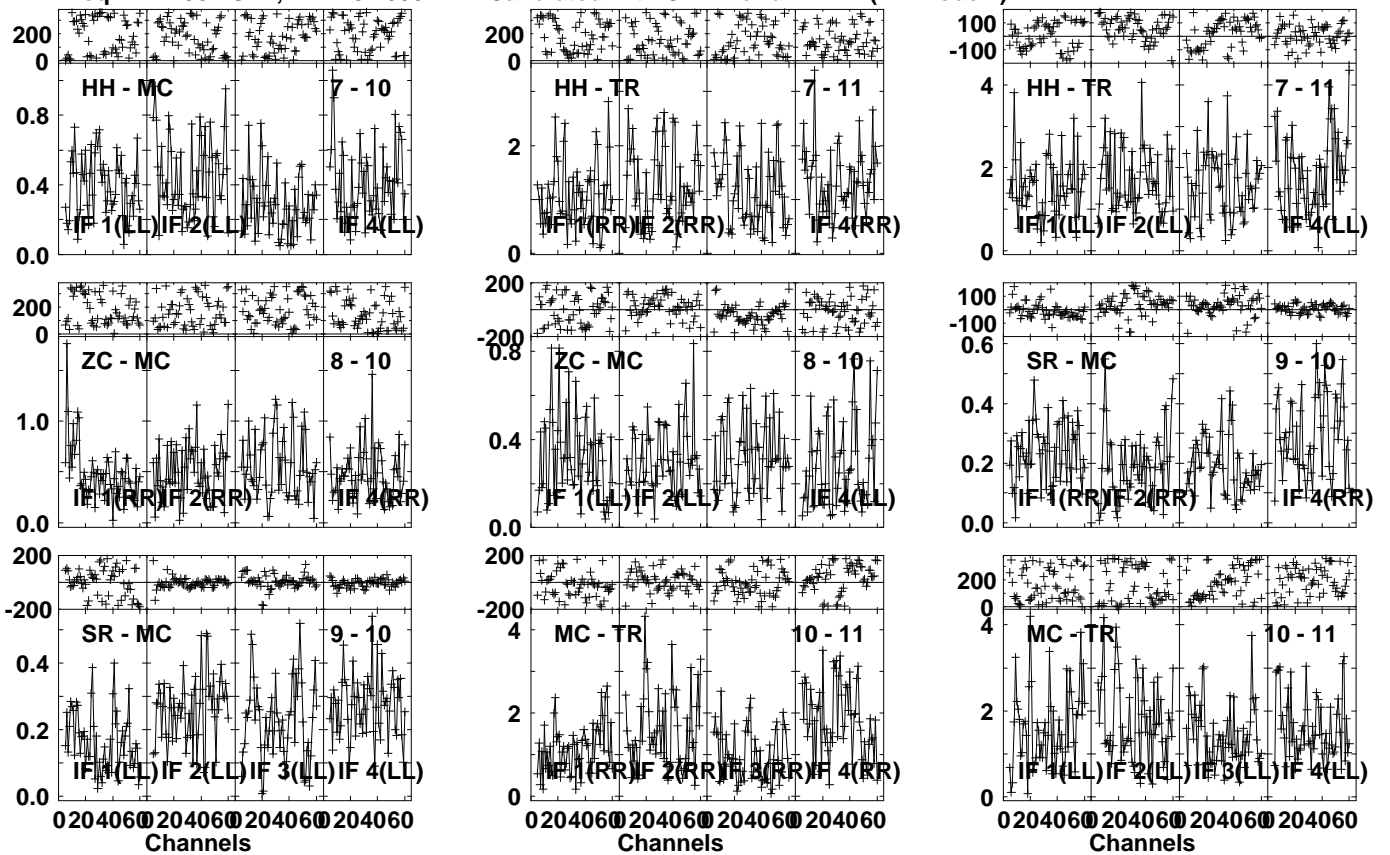 200
0
200
0
100
-100
HH - MC 7 - 10
HH - TR 7 - 11
HH - TR 7 - 11
0.8
0.4
0.0
2
0
4
2
0
IF 1(LL) IF 2(LL) IF 4(LL)
IF 1(RR) IF 2(RR) IF 4(RR)
IF 1(LL) IF 2(LL) IF 4(LL)
200
0
200
-200
100
-100
ZC - MC 8 - 10
ZC - MC 8 - 10
SR - MC 9 - 10
1.0
0.0
0.8
0.4
0.0
0.6
0.4
0.2
0.0
IF 1(RR) IF 2(RR) IF 4(RR)
IF 1(LL) IF 2(LL) IF 4(LL)
IF 1(RR) IF 2(RR) IF 4(RR)
200
-200
200
-200
200
0
SR - MC 9 - 10
MC - TR 10 - 11
MC - TR 10 - 11
0.4
0.2
0.0
4
2
0
4
2
0
IF 1(LL) IF 2(LL) IF 3(LL) IF 4(LL)
IF 1(RR) IF 2(RR) IF 3(RR) IF 4(RR)
IF 1(LL) IF 2(LL) IF 3(LL) IF 4(LL)
0 20 40 60 0 20 40 60 0 20 40 60 0 20 40 60
0 20 40 60 0 20 40 60 0 20 40 60 0 20 40 60
0 20 40 60 0 20 40 60 0 20 40 60 0 20 40 60
Channels
Channels
Channels